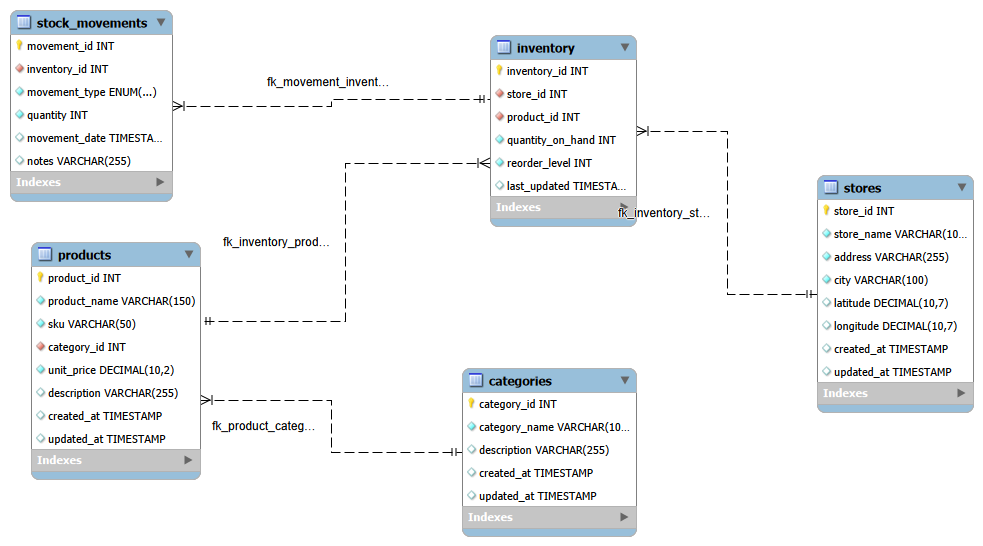 stock_movements
movement_id INT
inventory_id INT
movement_type ENUM(...)
quantity INT
movement_date TIMESTA...
notes VARCHAR(255)
Indexes
fk_movement_invent...
inventory
inventory_id INT
store_id INT
product_id INT
quantity_on_hand INT
reorder_level INT
last_updated TIMESTA...
Indexes
fk_inventory_st...
stores
store_id INT
store_name VARCHAR(10...
address VARCHAR(255)
city VARCHAR(100)
latitude DECIMAL(10,7)
longitude DECIMAL(10,7)
created_at TIMESTAMP
updated_at TIMESTAMP
Indexes
fk_inventory_prod...
products
product_id INT
product_name VARCHAR(150)
sku VARCHAR(50)
category_id INT
unit_price DECIMAL(10,2)
description VARCHAR(255)
created_at TIMESTAMP
updated_at TIMESTAMP
Indexes
fk_product_categ...
categories
category_id INT
category_name VARCHAR(10...
description VARCHAR(255)
created_at TIMESTAMP
updated_at TIMESTAMP
Indexes